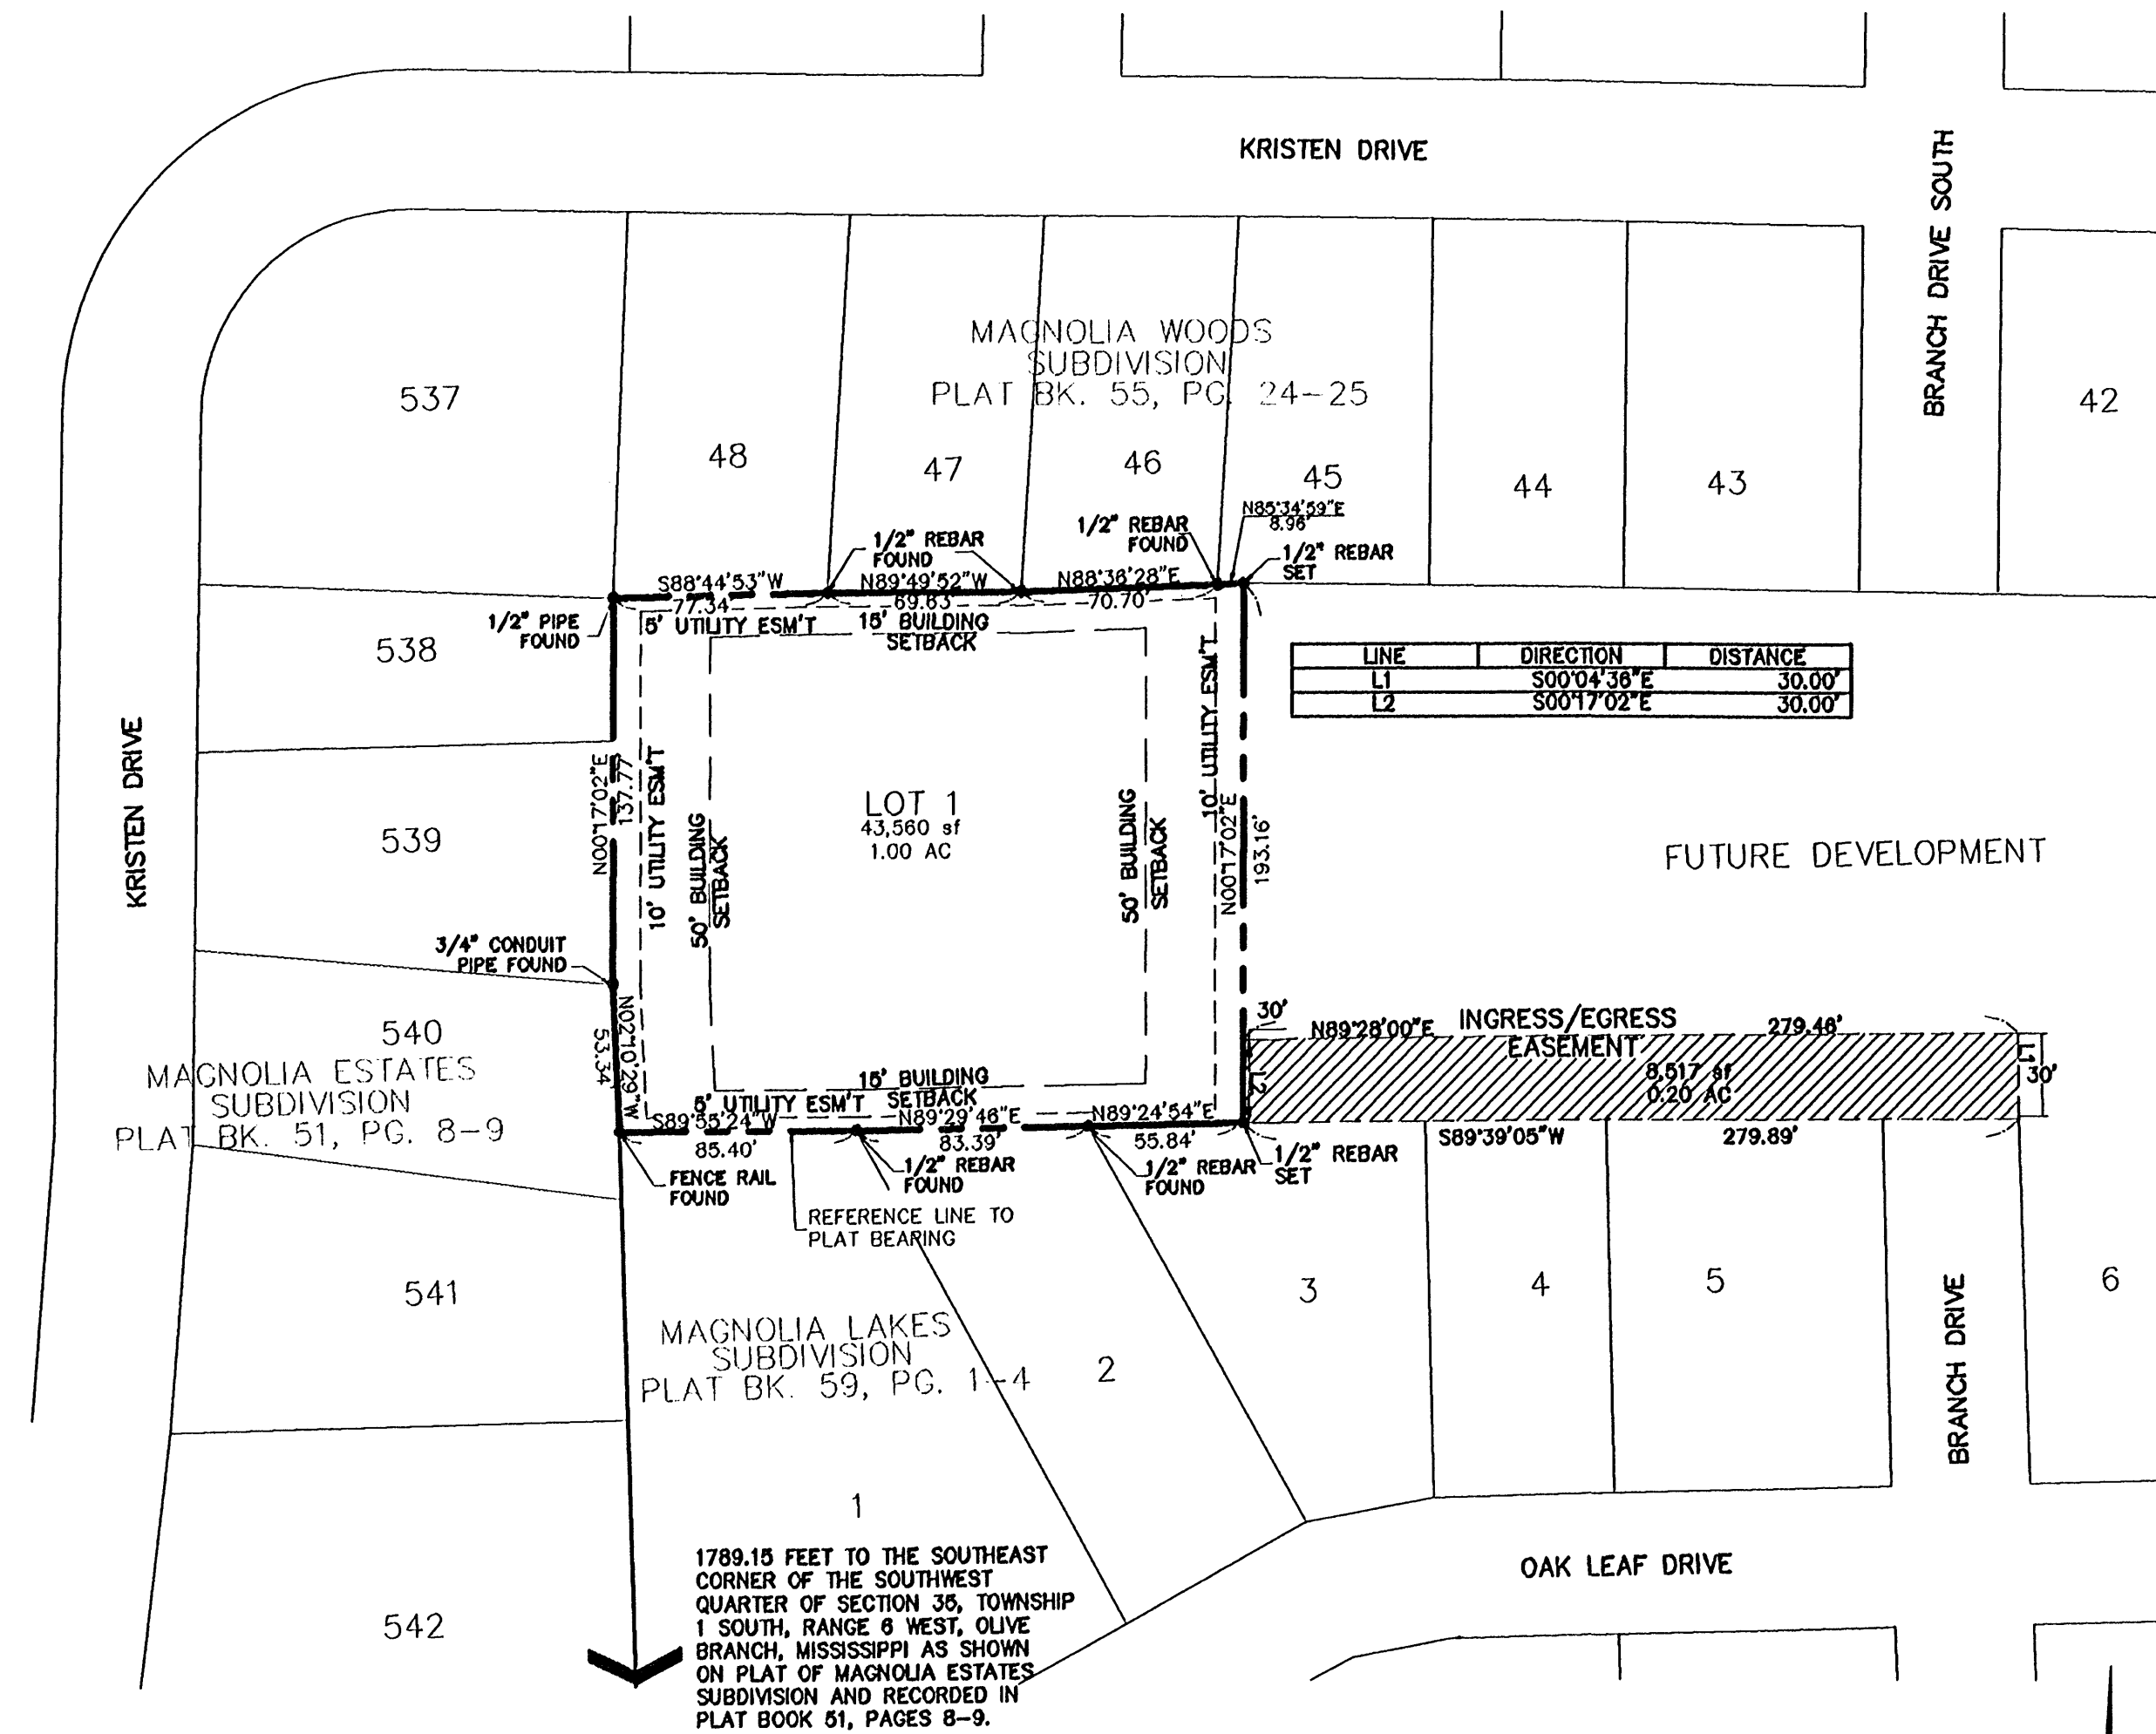 KRISTEN DRIVE
BRANCH DRIVE SOUTH
MAGNOLIA WOODS
SUBDIVISION
PLAT BK. 55, PG. 24-25
537
48
47
46
45
44
43
42
N85°34'59"E
8.96'
1/2" REBAR
FOUND
1/2" REBAR
FOUND
1/2" REBAR
SET
S88°44'53"W
77.34
N89°49'52"W
69.63
N88°36'28"E
70.70'
1/2" PIPE
FOUND
5' UTILITY ESM'T
15' BUILDING
SETBACK
538
LINE DIRECTION DISTANCE
L1 S00°04'36"E 30.00'
L2 S00°17'02"E 30.00'
KRISTEN DRIVE
539
N00°17'02"E
137.77
10' UTILITY ESM'T
50' BUILDING
SETBACK
LOT 1
43,560 sf
1.00 AC
50' BUILDING
SETBACK
10' UTILITY ESM'T
N00°17'02"E
193.16'
FUTURE DEVELOPMENT
3/4" CONDUIT
PIPE FOUND
540
N02°10'29"W
53.34
MAGNOLIA ESTATES
SUBDIVISION
PLAT BK. 51, PG. 8-9
30'
N89°28'00"E
INGRESS/EGRESS
EASEMENT
279.46'
8,517 sf
0.20 AC
L2
L1
30'
15' BUILDING
SETBACK
5' UTILITY ESM'T
S89°55'24"W
85.40'
N89°29'46"E
83.39'
N89°24'54"E
55.84'
S89°39'05"W
279.89'
FENCE RAIL
FOUND
1/2" REBAR
FOUND
1/2" REBAR
FOUND
1/2" REBAR
SET
REFERENCE LINE TO
PLAT BEARING
541
3
4
5
6
BRANCH DRIVE
MAGNOLIA LAKES
SUBDIVISION
PLAT BK. 59, PG. 1-4
2
1
542
1789.15 FEET TO THE SOUTHEAST
CORNER OF THE SOUTHWEST
QUARTER OF SECTION 35, TOWNSHIP
1 SOUTH, RANGE 6 WEST, OLIVE
BRANCH, MISSISSIPPI AS SHOWN
ON PLAT OF MAGNOLIA ESTATES
SUBDIVISION AND RECORDED IN
PLAT BOOK 51, PAGES 8-9.
OAK LEAF DRIVE